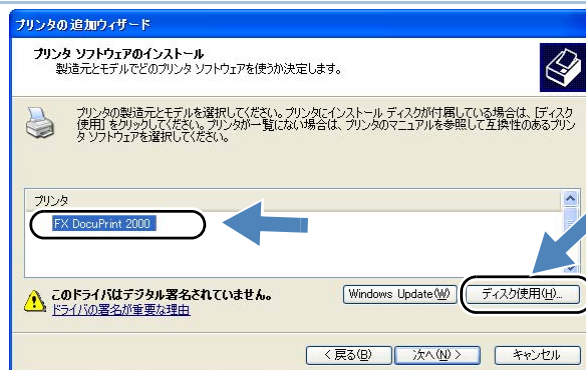 プリンタの追加ウィザード
プリンタ ソフトウェアのインストール
製造元とモデルでどのプリンタ ソフトウェアを使うか決定します。
プリンタの製造元とモデルを選択してください。プリンタにインストール ディスクが付属している場合は、[ディスク
使用] をクリックしてください。プリンタが一覧にない場合は、プリンタのマニュアルを参照して互換性のあるプリン
タ ソフトウェアを選択してください。
プリンタ
FX DocuPrint 2000
このドライバはデジタル署名されていません。
ドライバの署名が重要な理由
Windows Update(W)
ディスク使用(H)...
< 戻る(B)
次へ(N) >
キャンセル